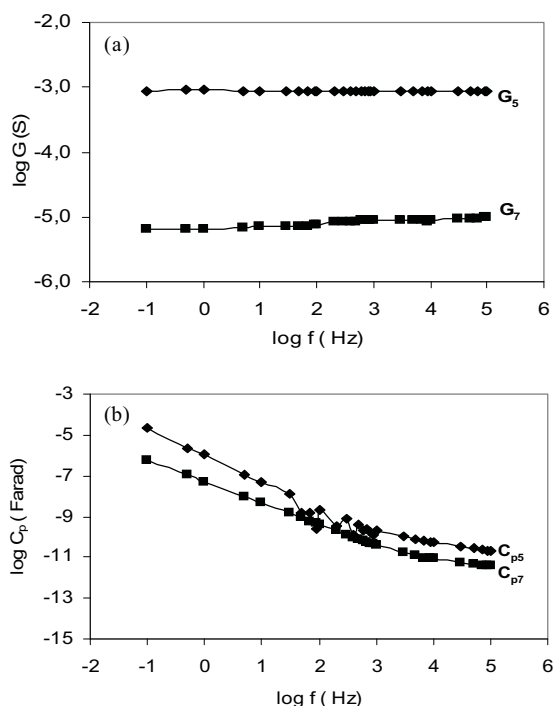 (a)
-2,0
-3,0
-4,0
-5,0
-6,0
log G (S)
G5
G7
-2 -1 0 1 2 3 4 5 6
log f ( Hz)
(b)
-3
-5
-7
-9
-11
-13
-15
log Cp ( Farad)
Cp5
Cp7
-2 -1 0 1 2 3 4 5 6
log f ( Hz)